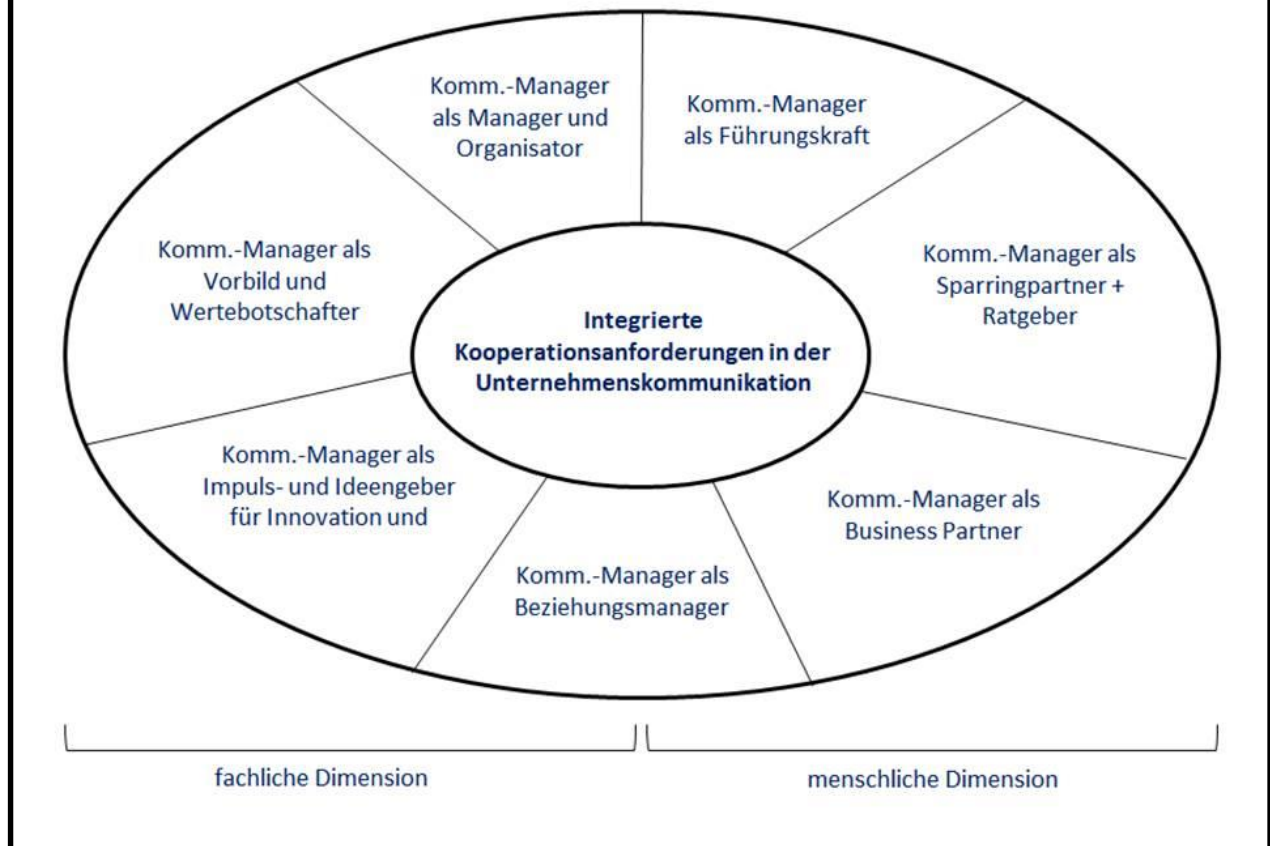 Komm.-Manager
als Manager und
Organisator
Komm.-Manager
als Führungskraft
Komm.-Manager als
Vorbild und
Wertebotschafter
Komm.-Manager als
Sparringpartner +
Ratgeber
Integrierte
Kooperationsanforderungen in der
Unternehmenskommunikation
Komm.-Manager als
Impuls- und Ideengeber
für Innovation und
Komm.-Manager als
Business Partner
Komm.-Manager als
Beziehungsmanager
fachliche Dimension
menschliche Dimension